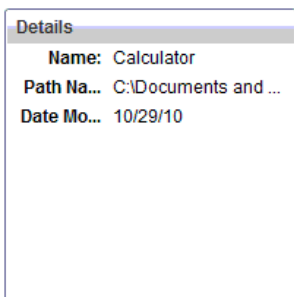 Details
Name: Calculator
Path Na... C:\Documents and ...
Date Mo... 10/29/10